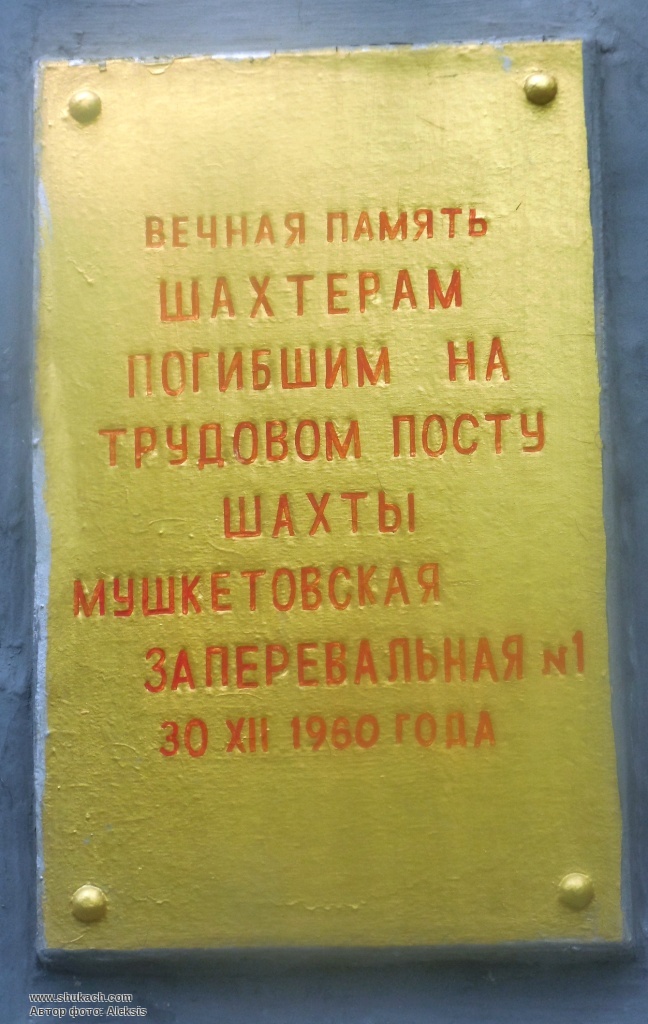 ВЕЧНАЯ ПАМЯТЬ
ШАХТЕРАМ
ПОГИБШИМ НА
ТРУДОВОМ ПОСТУ
ШАХТЫ
МУШКЕТОВСКАЯ
ЗАПЕРЕВАЛЬНАЯ №1
30 XII 1960 ГОДА
www.shukach.com
Автор фото: Aleksis